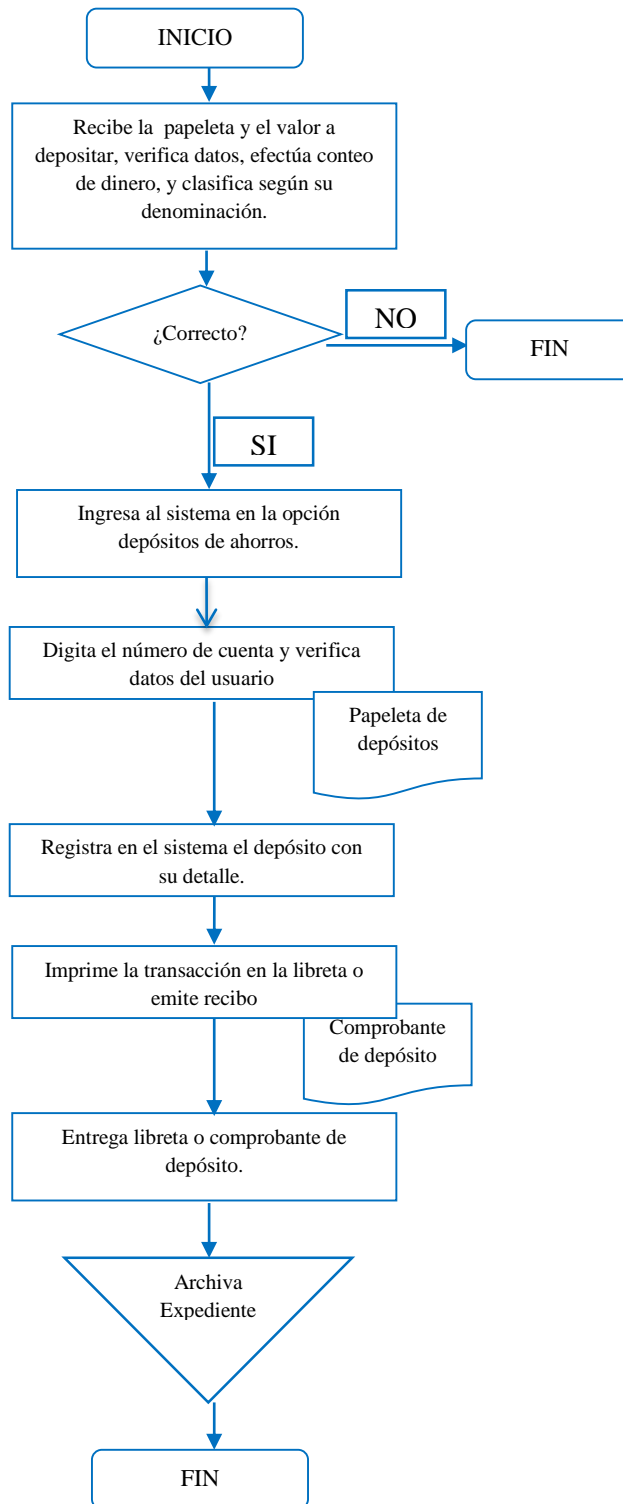 INICIO
Recibe la papeleta y el valor a
depositar, verifica datos, efectúa conteo
de dinero, y clasifica según su
denominación.
¿Correcto?
NO
FIN
SI
Ingresa al sistema en la opción
depósitos de ahorros.
Digita el número de cuenta y verifica
datos del usuario
Papeleta de
depósitos
Registra en el sistema el depósito con
su detalle.
Imprime la transacción en la libreta o
emite recibo
Comprobante
de depósito
Entrega libreta o comprobante de
depósito.
Archiva
Expediente
FIN